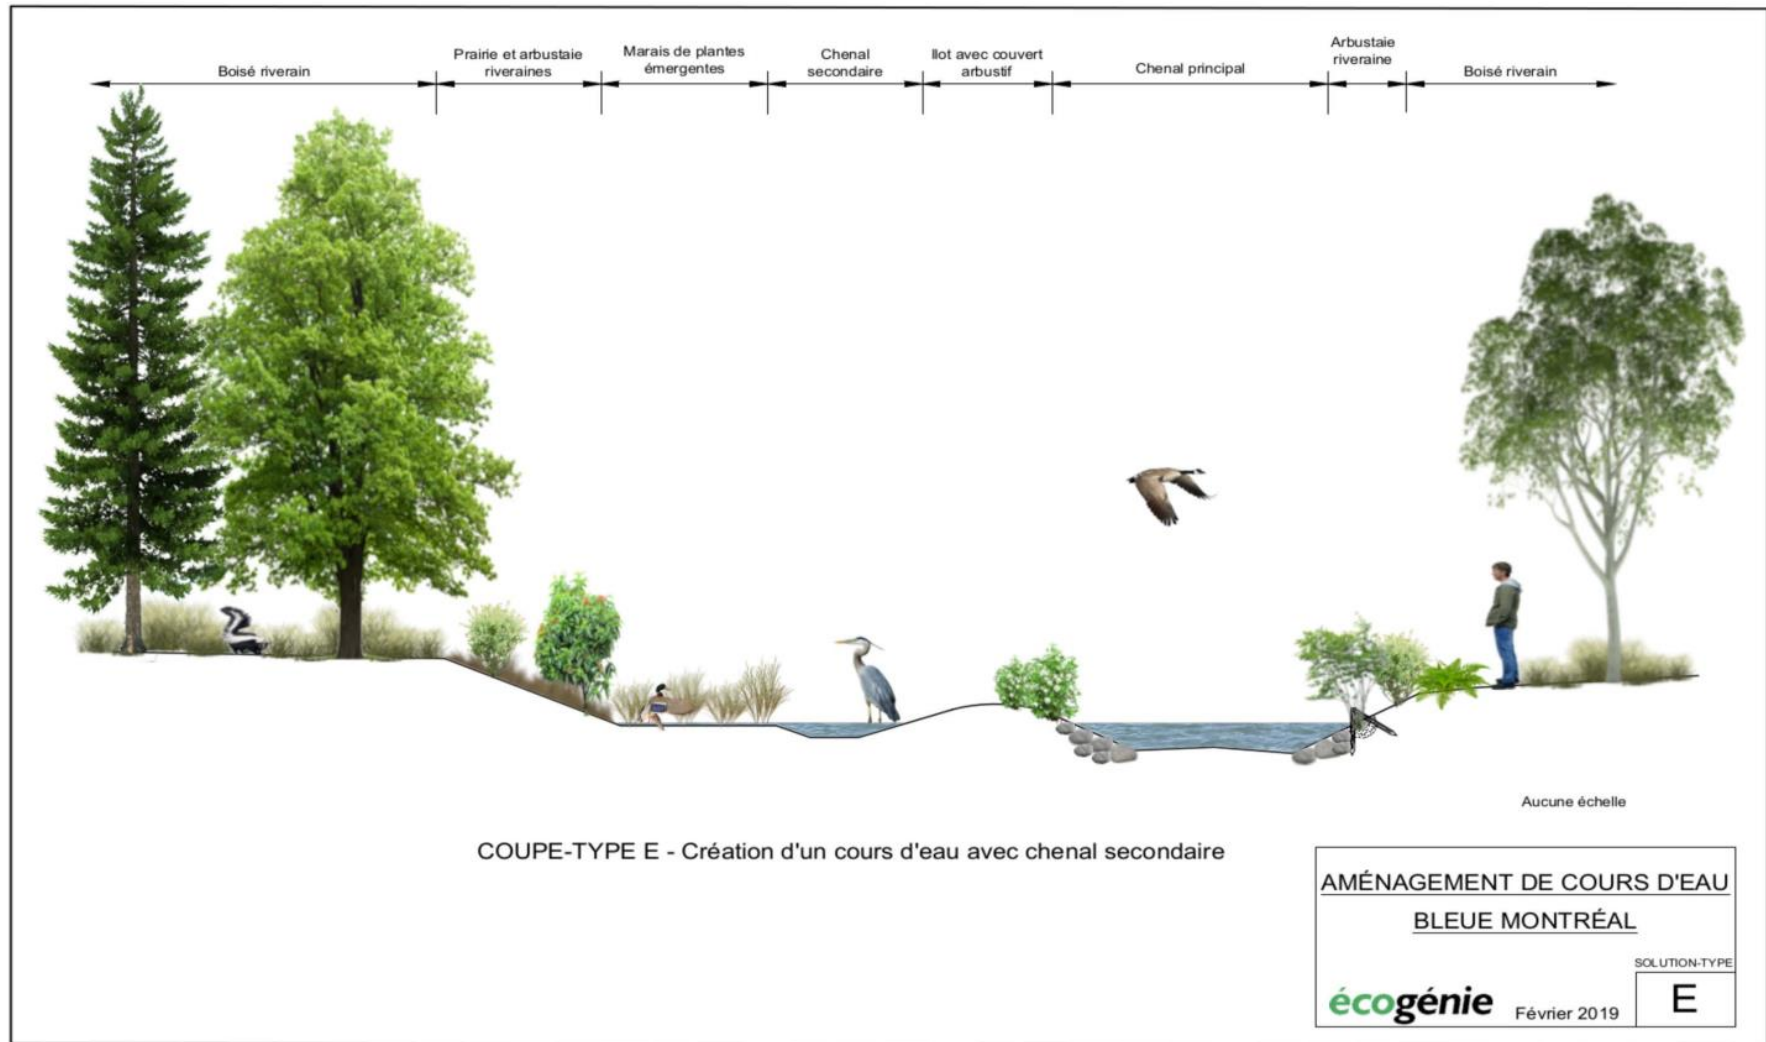 Boisé riverain
Prairie et arbustaie
riveraines
Marais de plantes
émergentes
Chenal
secondaire
Ilot avec couvert
arbustif
Chenal principal
Arbustaie
riveraine
Boisé riverain
Aucune échelle
COUPE-TYPE E - Création d'un cours d'eau avec chenal secondaire
AMÉNAGEMENT DE COURS D'EAU
BLEUE MONTRÉAL
SOLUTION-TYPE
E
écogénie
Février 2019